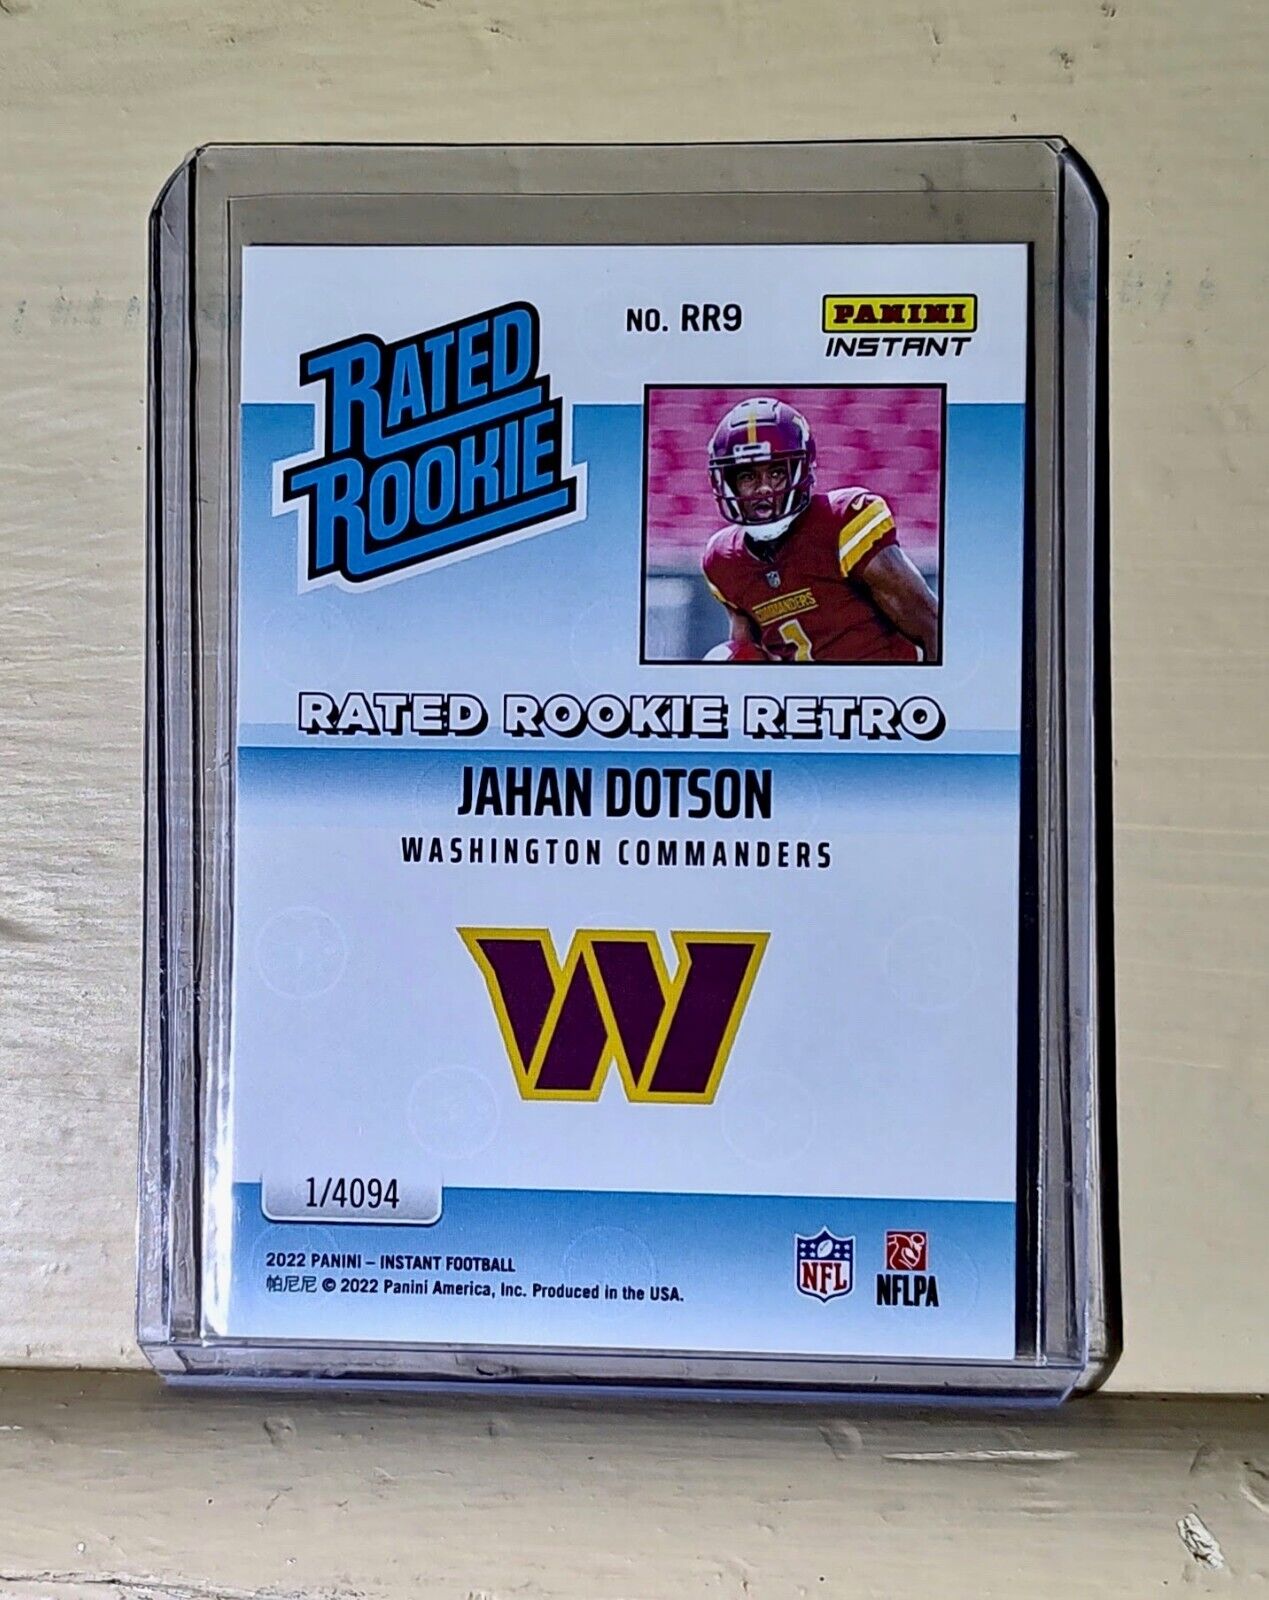 NO. RR9
PANINI
INSTANT
RATED
ROOKIE
COMMANDERS
1
RATED ROOKIE RETRO
JAHAN DOTSON
WASHINGTON COMMANDERS
W
1/4094
2022 PANINI – INSTANT FOOTBALL
帕尼尼 © 2022 Panini America, Inc. Produced in the USA.
NFL
NFLPA